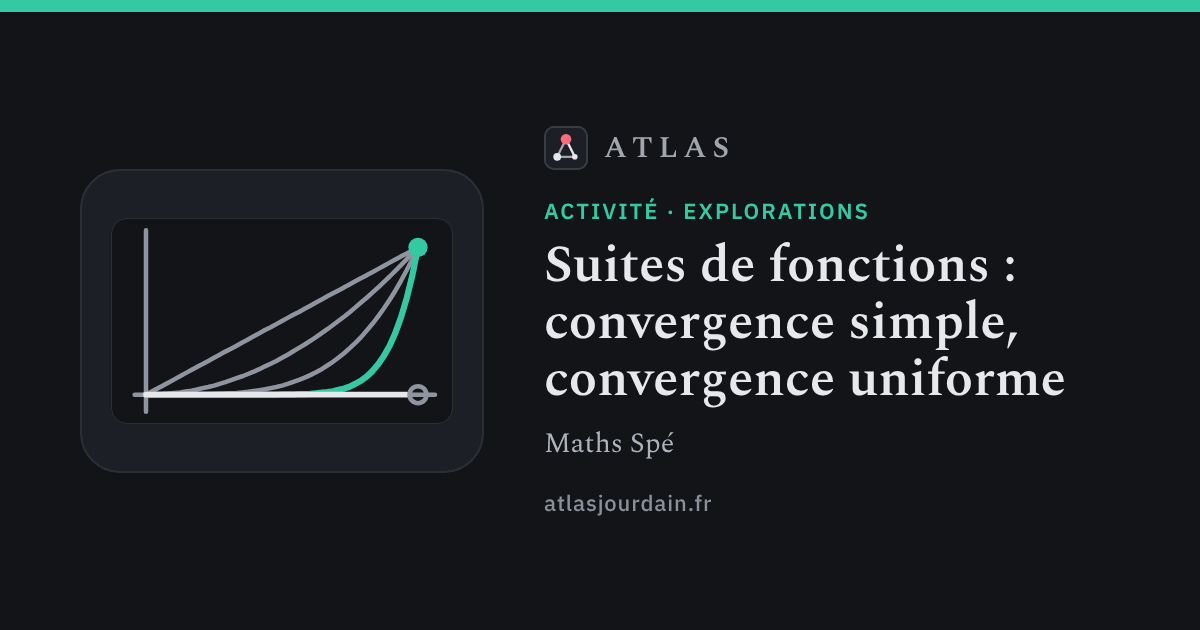 ATLAS
ACTIVITÉ · EXPLORATIONS
Suites de fonctions :
convergence simple,
convergence uniforme
Maths Spé
atlasjourdain.fr